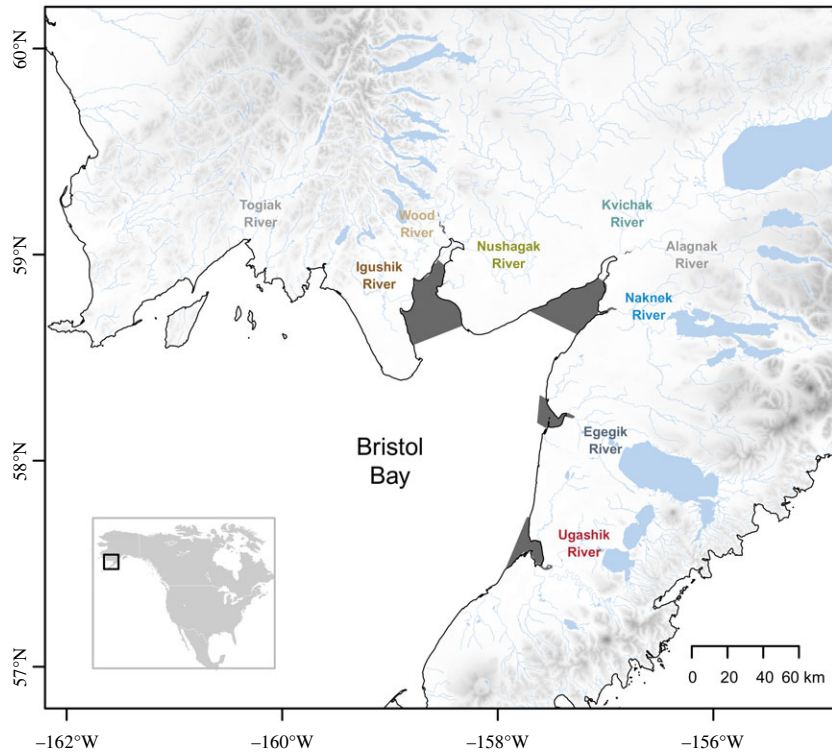 60°N
59°N
58°N
57°N
Togiak
River
Wood
River
Kvichak
River
Igushik
River
Nushagak
River
Alagnak
River
Naknek
River
Bristol
Bay
Egegik
River
Ugashik
River
0 20 40 60 km
–162°W –160°W –158°W –156°W